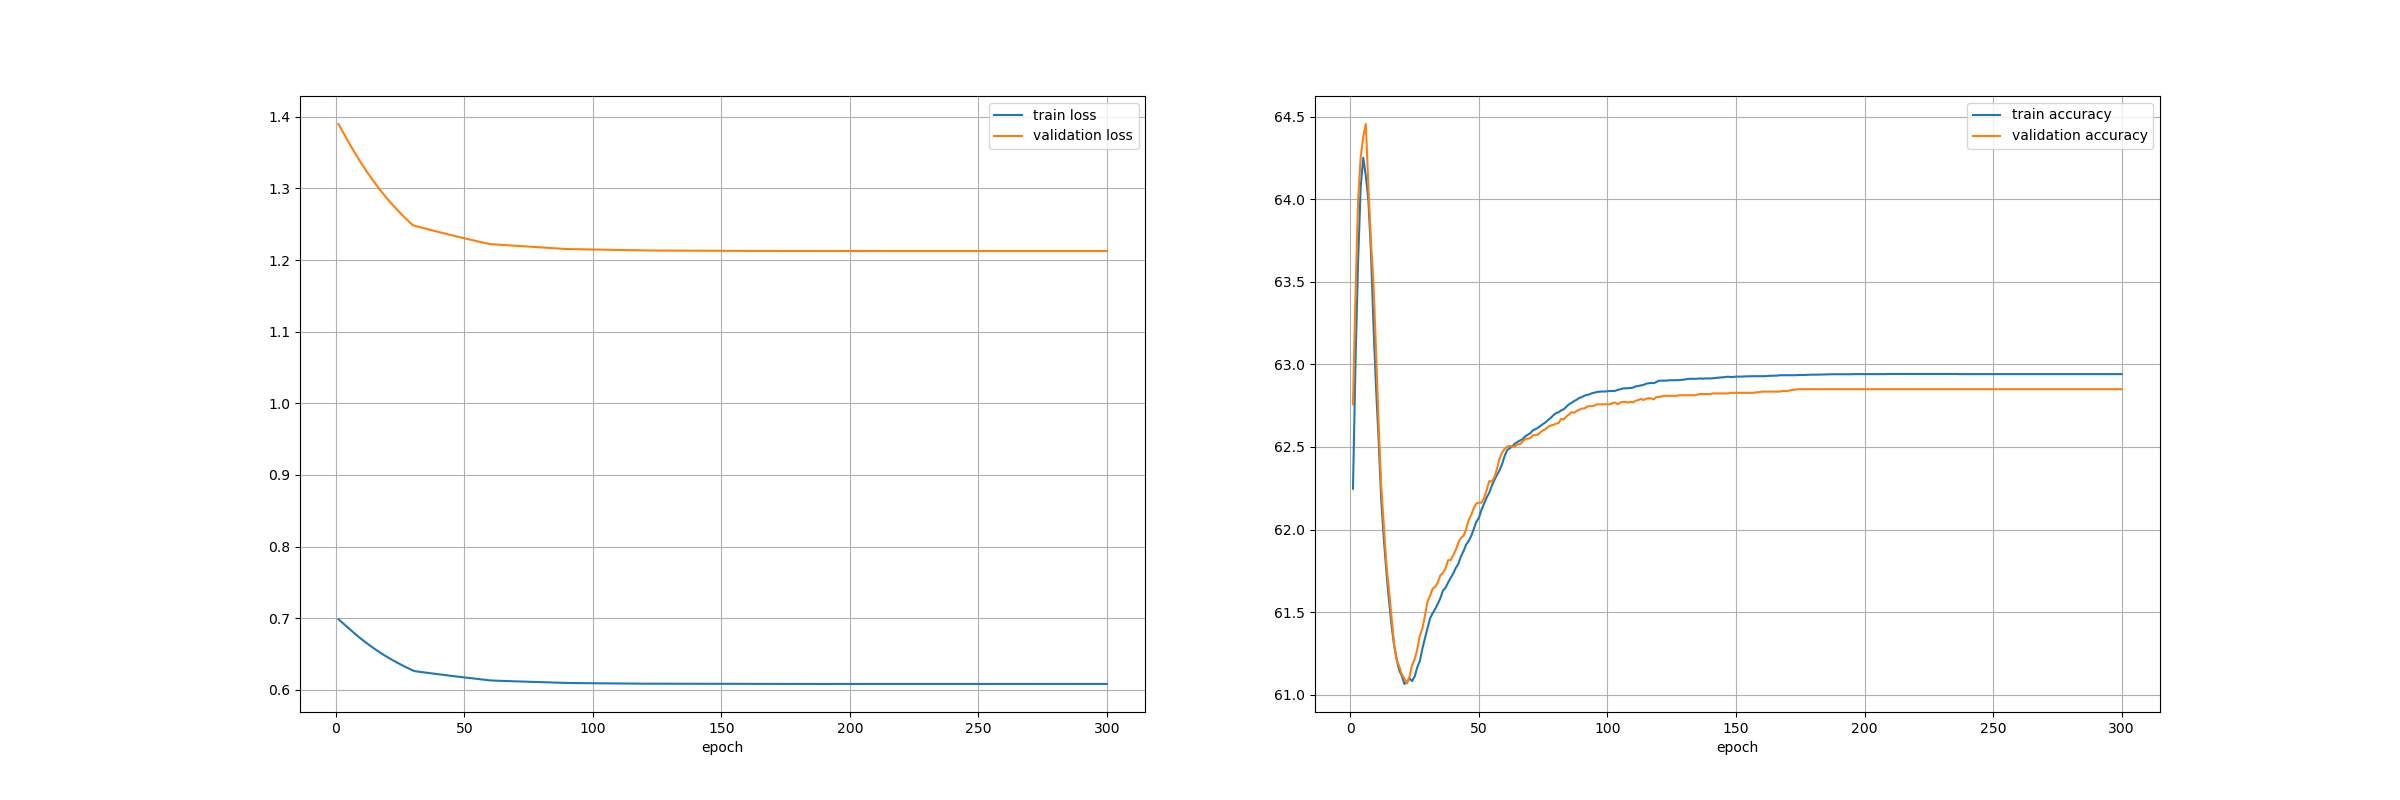 1.4
1.3
1.2
1.1
1.0
0.9
0.8
0.7
0.6
0 50 100 150 200 250 300
epoch
train loss
validation loss
64.5
64.0
63.5
63.0
62.5
62.0
61.5
61.0
0 50 100 150 200 250 300
epoch
train accuracy
validation accuracy